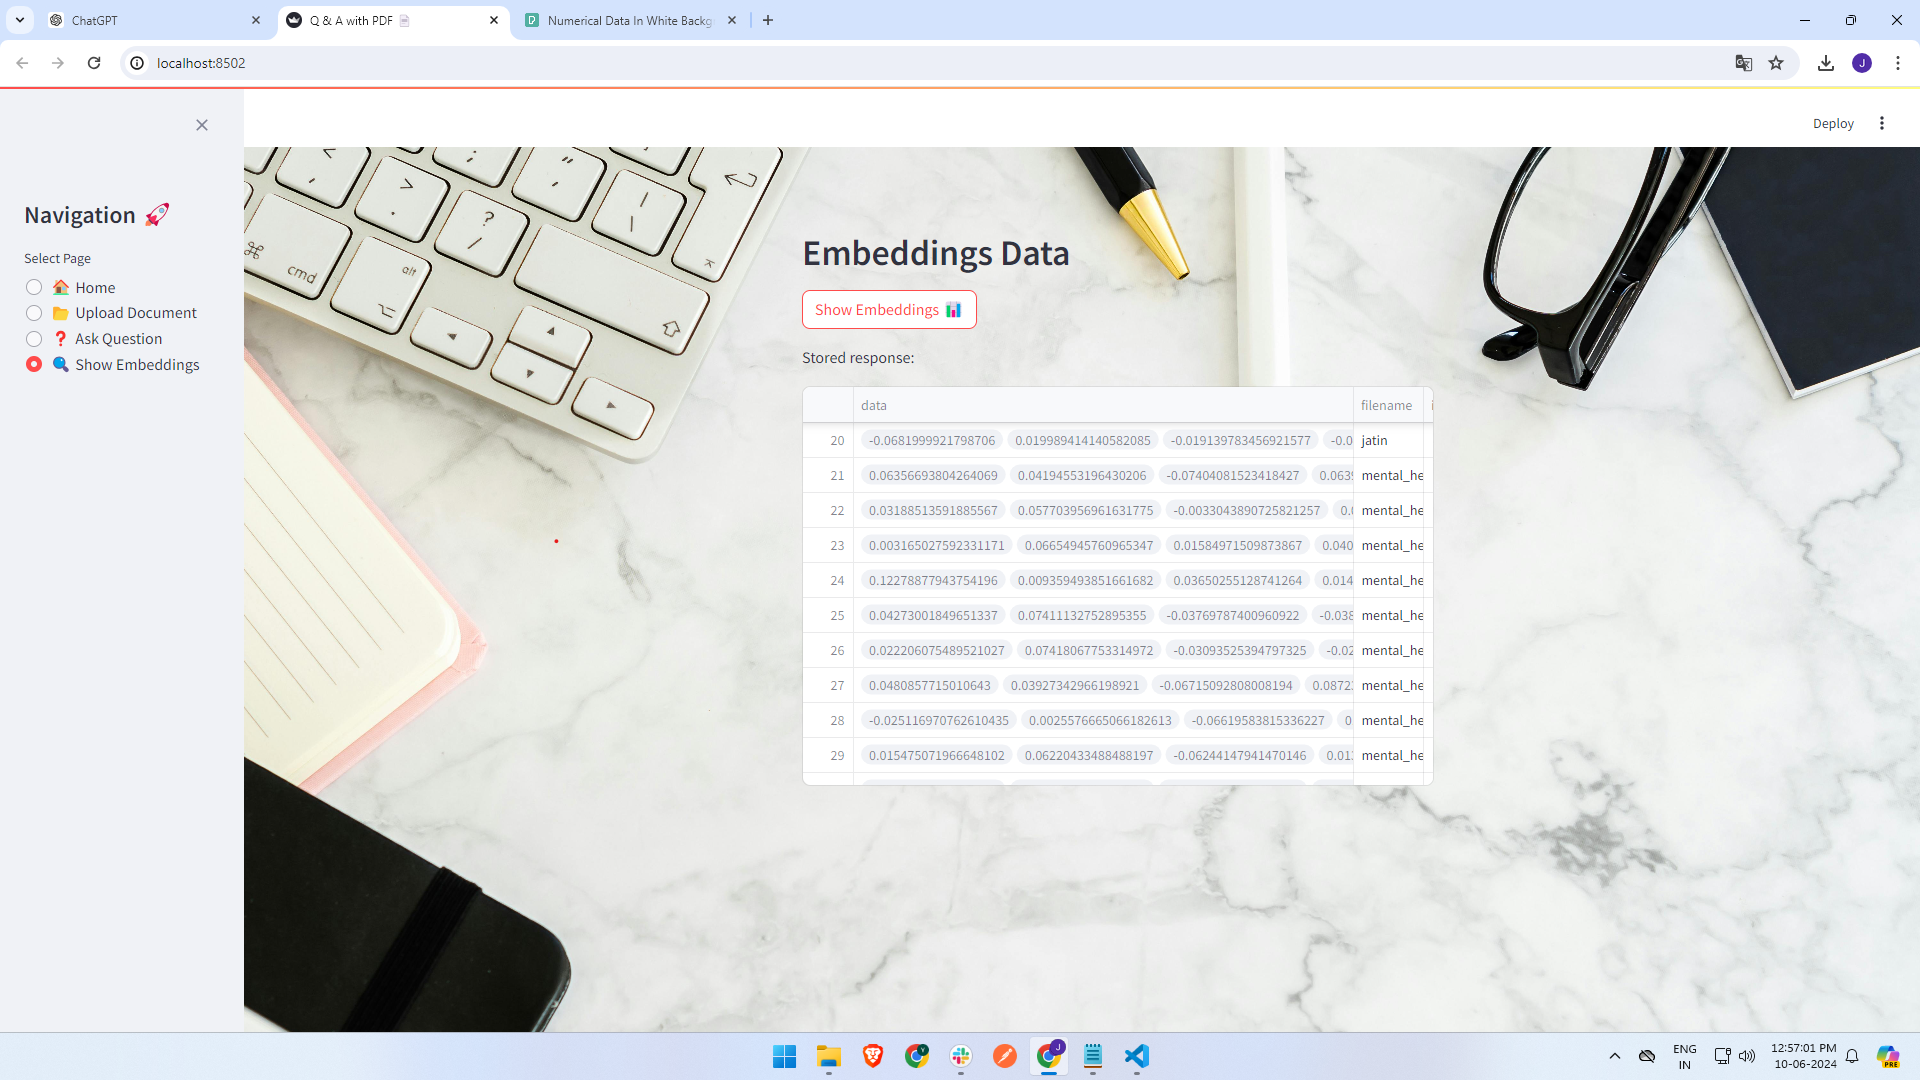 ChatGPT
Q & A with PDF
Numerical Data In White Backg
localhost:8502
J
Deploy
Navigation 🚀
Select Page
🏠 Home
📁 Upload Document
❓ Ask Question
🔍 Show Embeddings
cmd
alt
Embeddings Data
Show Embeddings 📊
Stored response:
data filename i
20 -0.0681999921798706 0.019989414140582085 -0.019139783456921577 -0.0 jatin
21 0.06356693804264069 0.04194553196430206 -0.07404081523418427 0.0639 mental_he
22 0.03188513591885567 0.057703956961631775 -0.0033043890725821257 0.0 mental_he
23 0.003165027592331171 0.06654945760965347 0.01584971509873867 0.040 mental_he
24 0.12278877943754196 0.009359493851661682 0.03650255128741264 0.014 mental_he
25 0.04273001849651337 0.07411132752895355 -0.03769787400960922 -0.038 mental_he
26 0.022206075489521027 0.07418067753314972 -0.03093525394797325 -0.02 mental_he
27 0.0480857715010643 0.03927342966198921 -0.06715092808008194 0.0872 mental_he
28 -0.025116970762610435 0.0025576665066182613 -0.06619583815336227 0 mental_he
29 0.015475071966648102 0.06220433488488197 -0.06244147941470146 0.01 mental_he
ENG
IN
12:57:01 PM
10-06-2024
PRE